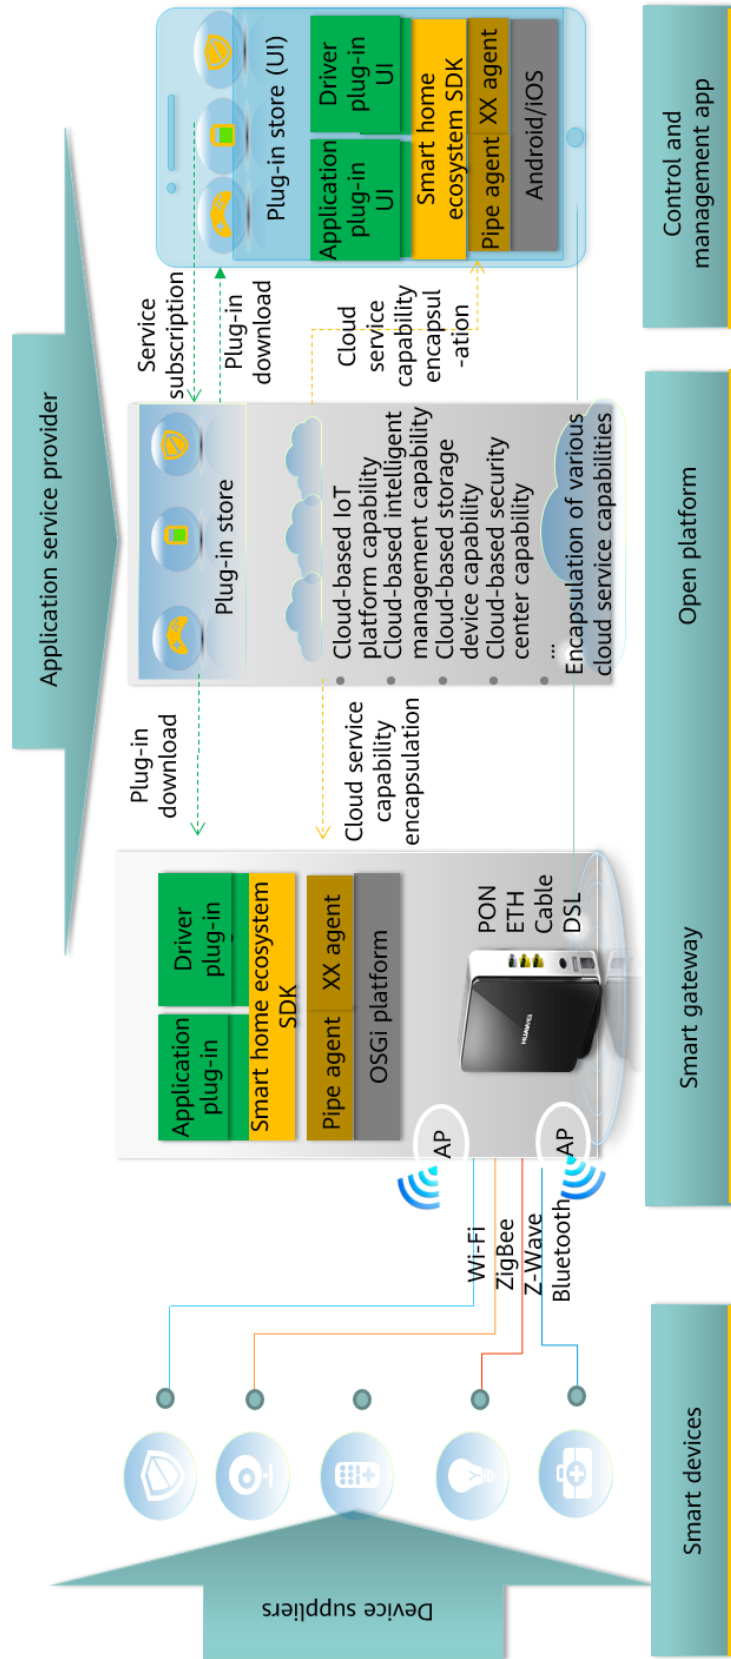 Application service provider
Device suppliers
Wi-Fi
ZigBee
Z-Wave
Bluetooth
AP
AP
Application
plug-in
Driver
plug-in
Smart home ecosystem
SDK
Pipe agent
XX agent
OSGi platform
HUAWEI
PON
ETH
Cable
DSL
Plug-in
download
Cloud service
capability
encapsulation
Plug-in store
Cloud-based IoT
platform capability
Cloud-based intelligent
management capability
Cloud-based storage
device capability
Cloud-based security
center capability
...
Encapsulation of various
cloud service capabilities
Service
subscription
Plug-in
download
Cloud
service
capability
encapsul
-ation
Plug-in store (UI)
Application
plug-in
UI
Driver
plug-in
UI
Smart home
ecosystem SDK
Pipe agent
XX agent
Android/iOS
Smart devices
Smart gateway
Open platform
Control and
management app